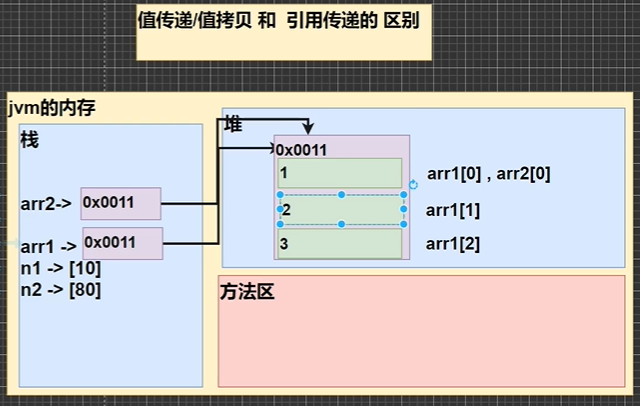 值传递/值拷贝 和 引用传递的 区别
jvm的内存
栈
堆
0x0011
1
arr1[0] , arr2[0]
arr2-> 0x0011
2
arr1[1]
arr1 -> 0x0011
3
arr1[2]
n1 -> [10]
n2 -> [80]
方法区